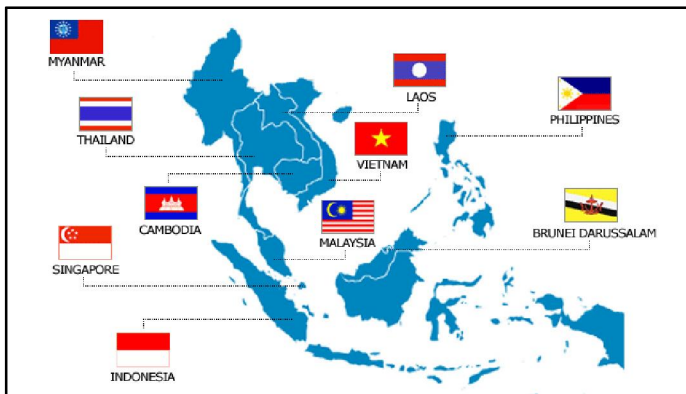 MYANMAR
LAOS
PHILIPPINES
THAILAND
VIETNAM
CAMBODIA
MALAYSIA
BRUNEI DARUSSALAM
SINGAPORE
INDONESIA